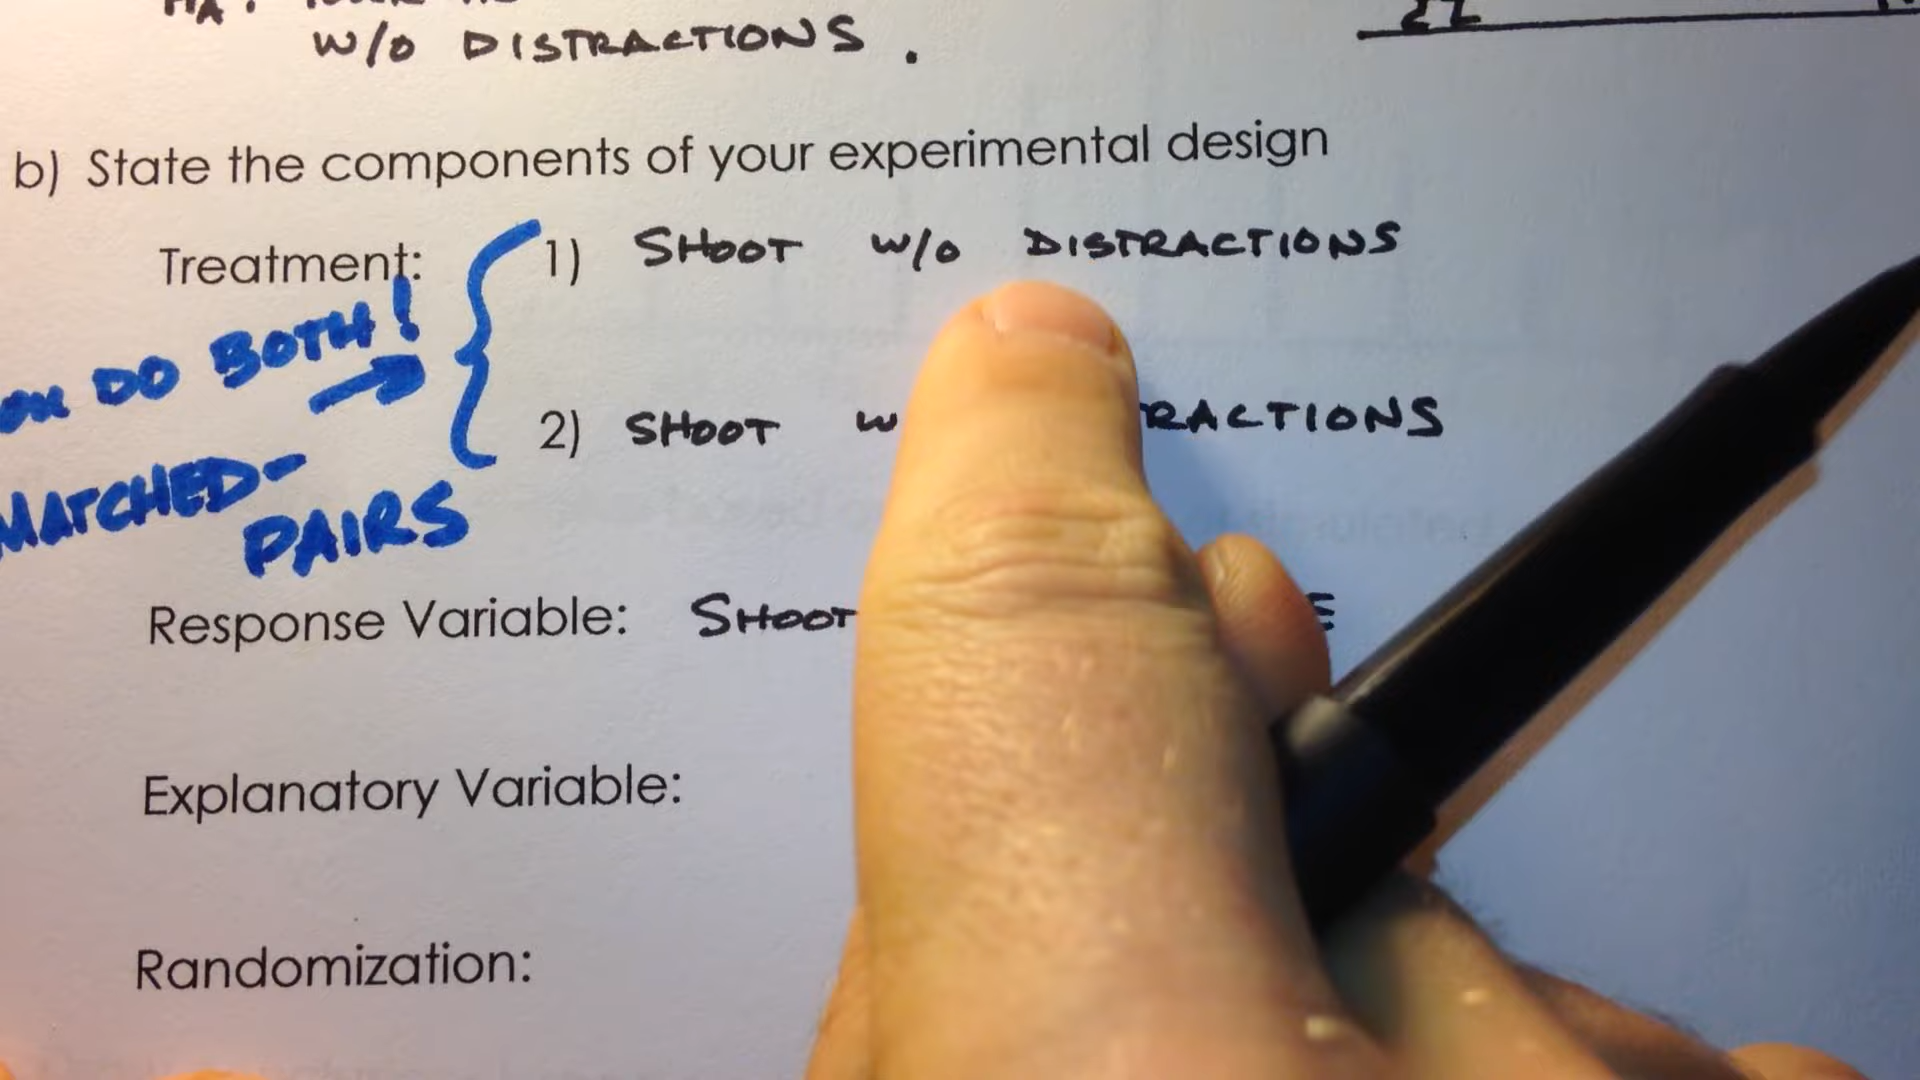 W/O DISTRACTIONS.
b) State the components of your experimental design
Treatment: 1) SHOOT W/O DISTRACTIONS
DO BOTH!
2) SHOOT W RACTIONS
MATCHED-
PAIRS
Response Variable: SHOOT E
Explanatory Variable:
Randomization: